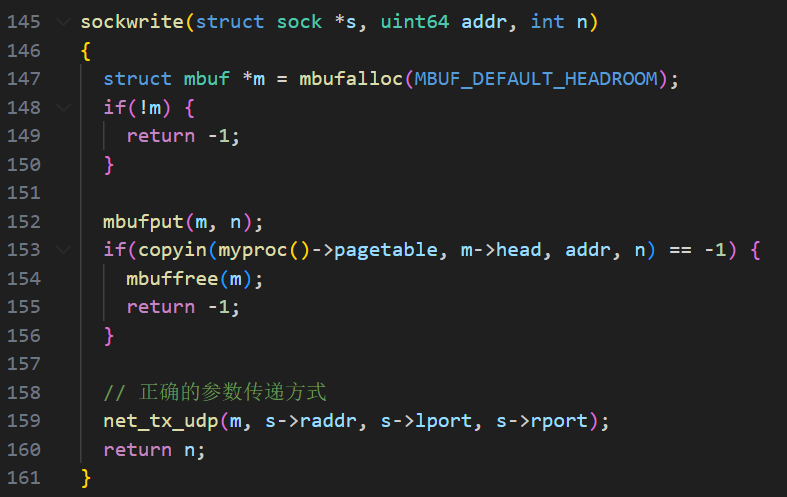 145 sockwrite(struct sock *s, uint64 addr, int n)
146 {
147   struct mbuf *m = mbufalloc(MBUF_DEFAULT_HEADROOM);
148   if(!m) {
149     return -1;
150   }
151
152   mbufput(m, n);
153   if(copyin(myproc()->pagetable, m->head, addr, n) == -1) {
154     mbuffree(m);
155     return -1;
156   }
157
158   // 正确的参数传递方式
159   net_tx_udp(m, s->raddr, s->lport, s->rport);
160   return n;
161 }